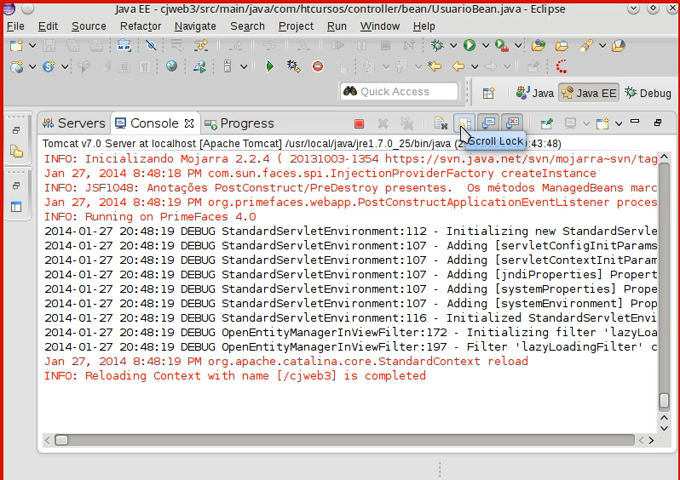 Java EE - cjweb3/src/main/java/com/htcursos/controller/bean/UsuarioBean.java - Eclipse
File Edit Source Refactor Navigate Search Project Run Window Help
Quick Access
Java Java EE Debug
Servers Console Progress
Scroll Lock
Tomcat v7.0 Server at localhost [Apache Tomcat] /usr/local/java/jre1.7.0_25/bin/java (2 43:48)
INFO: Inicializando Mojarra 2.2.4 ( 20131003-1354 https://svn.java.net/svn/mojarra~svn/tag
Jan 27, 2014 8:48:18 PM com.sun.faces.spi.InjectionProviderFactory createInstance
INFO: JSF1048: Anotações PostConstruct/PreDestroy presentes. Os métodos ManagedBeans marc
Jan 27, 2014 8:48:19 PM org.primefaces.webapp.PostConstructApplicationEventListener proces
INFO: Running on PrimeFaces 4.0
2014-01-27 20:48:19 DEBUG StandardServletEnvironment:112 - Initializing new StandardServle
2014-01-27 20:48:19 DEBUG StandardServletEnvironment:107 - Adding [servletConfigInitParams
2014-01-27 20:48:19 DEBUG StandardServletEnvironment:107 - Adding [servletContextInitParam
2014-01-27 20:48:19 DEBUG StandardServletEnvironment:107 - Adding [jndiProperties] Propert
2014-01-27 20:48:19 DEBUG StandardServletEnvironment:107 - Adding [systemProperties] Prope
2014-01-27 20:48:19 DEBUG StandardServletEnvironment:107 - Adding [systemEnvironment] Prop
2014-01-27 20:48:19 DEBUG StandardServletEnvironment:116 - Initialized StandardServletEnvi
2014-01-27 20:48:19 DEBUG OpenEntityManagerInViewFilter:172 - Initializing filter 'lazyLoa
2014-01-27 20:48:19 DEBUG OpenEntityManagerInViewFilter:197 - Filter 'lazyLoadingFilter' c
Jan 27, 2014 8:48:19 PM org.apache.catalina.core.StandardContext reload
INFO: Reloading Context with name [/cjweb3] is completed